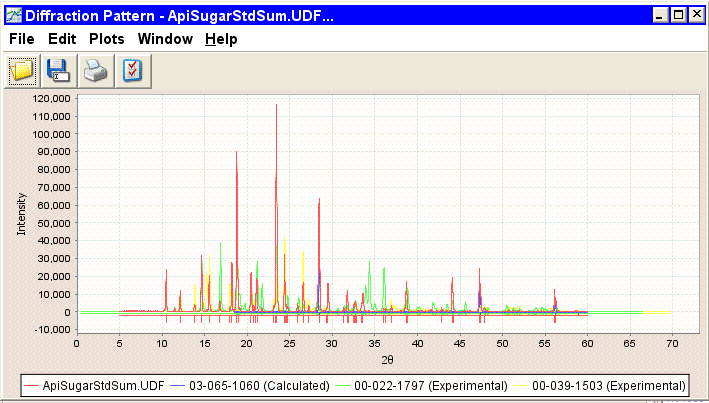 Diffraction Pattern - ApiSugarStdSum.UDF...
File Edit Plots Window Help
120,000
110,000
100,000
90,000
80,000
70,000
60,000
50,000
40,000
30,000
20,000
10,000
0
-10,000
Intensity
0 5 10 15 20 25 30 35 40 45 50 55 60 65 70
2θ
ApiSugarStdSum.UDF 03-065-1060 (Calculated) 00-022-1797 (Experimental) 00-039-1503 (Experimental)